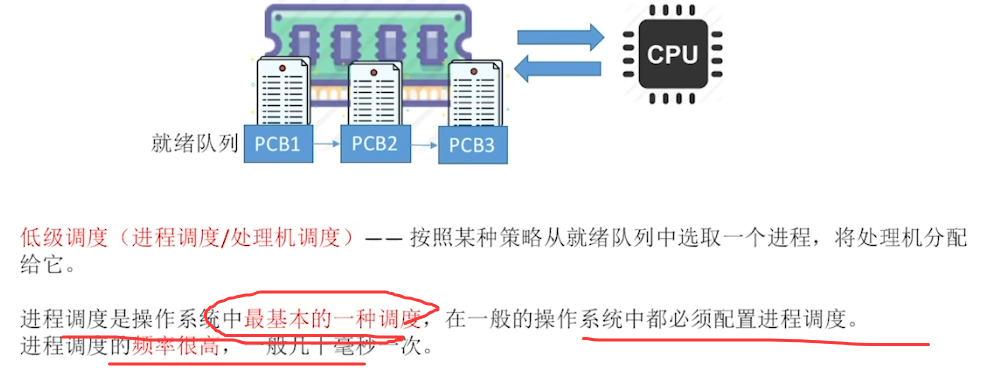 CPU
就绪队列 PCB1 PCB2 PCB3
低级调度（进程调度/处理机调度）—— 按照某种策略从就绪队列中选取一个进程，将处理机分配
给它。
进程调度是操作系统中最基本的一种调度，在一般的操作系统中都必须配置进程调度。
进程调度的频率很高，一般几十毫秒一次。